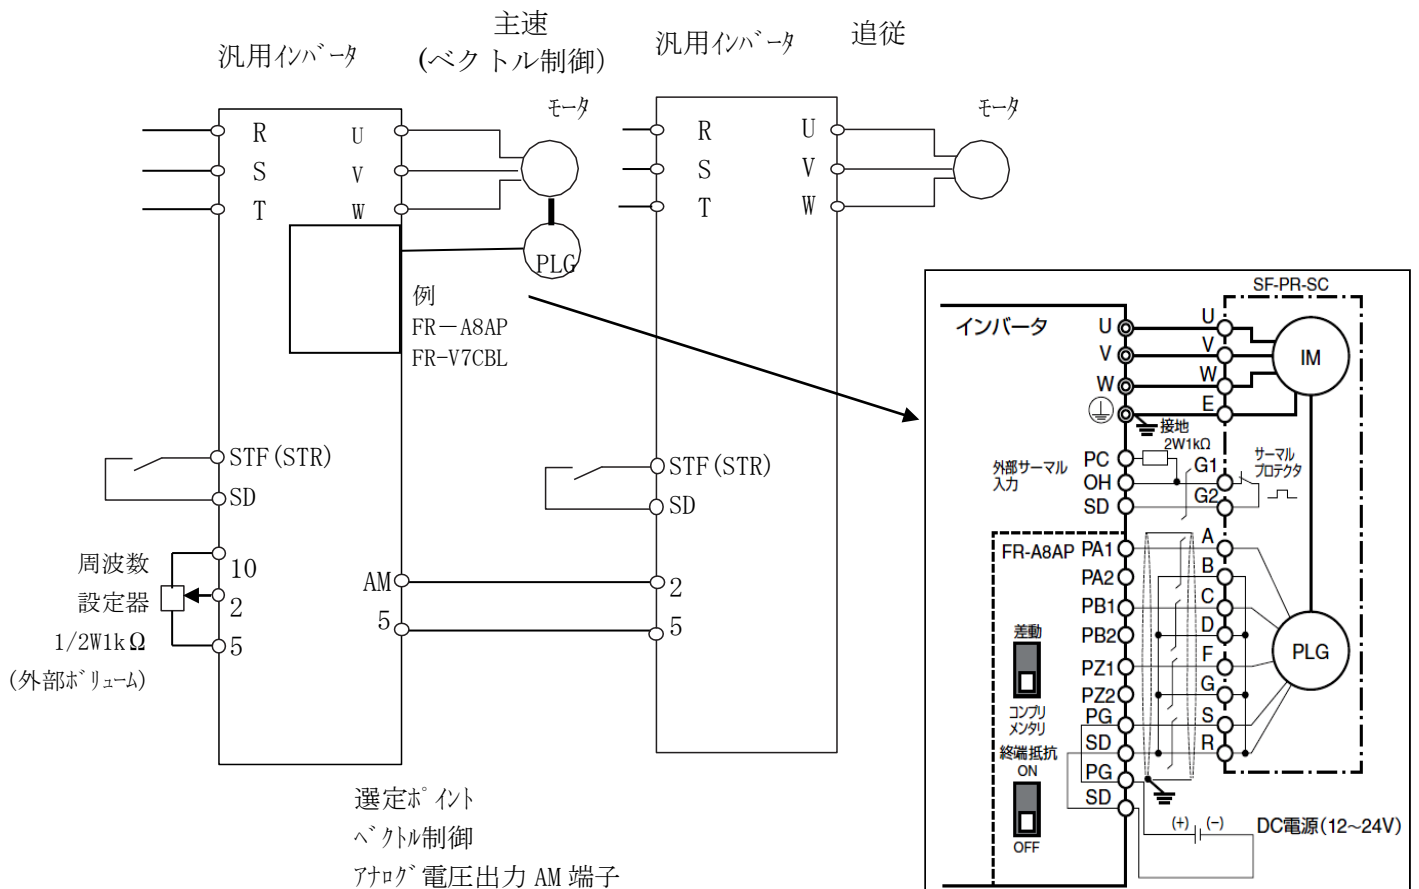 主速
(ベクトル制御)
汎用ｲﾝﾊﾞｰﾀ
汎用ｲﾝﾊﾞｰﾀ
追従
ﾓｰﾀ
ﾓｰﾀ
R
S
T
U
V
W
R
S
T
U
V
W
PLG
例
FR－A8AP
FR-V7CBL
STF(STR)
SD
STF(STR)
SD
周波数
設定器
1/2W1kΩ
(外部ﾎﾞﾘｭｰﾑ)
10
2
5
AM
5
2
5
選定ﾎﾟｲﾝﾄ
ﾍﾞｸﾄﾙ制御
ｱﾅﾛｸﾞ電圧出力 AM 端子
SF-PR-SC
インバータ
U
V
W
U
V
W
E
IM
接地
2W1kΩ
外部サーマル
入力
PC
OH
SD
G1
G2
サーマル
プロテクタ
FR-A8AP
PA1
PA2
PB1
PB2
PZ1
PZ2
PG
SD
PG
SD
A
B
C
D
F
G
S
R
PLG
差動
コンプリ
メンタリ
終端抵抗
ON
OFF
(+)
(-)
DC電源(12～24V)